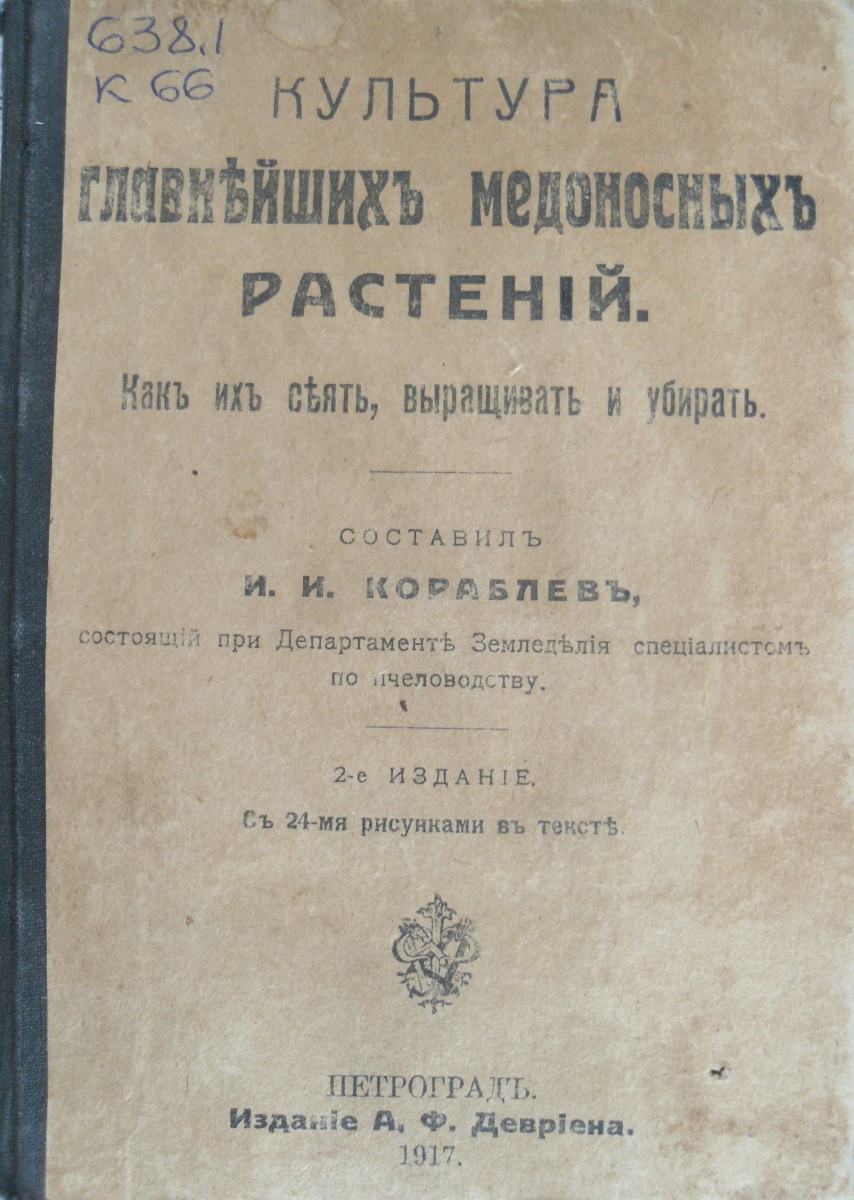 638.1
К 66
КУЛЬТУРА
главнѣйшихъ медоносныхъ
РАСТЕНІЙ.
Какъ ихъ сѣять, выращивать и убирать.
СОСТАВИЛЪ
И. И. КОРАБЛЕВЪ,
состоящій при Департаментѣ Земледѣлія спеціалистомъ
по пчеловодству.
2-е ИЗДАНІЕ.
Съ 24-мя рисунками въ текстѣ.
ПЕТРОГРАДЪ.
Изданіе А. Ф. Девріена.
1917.